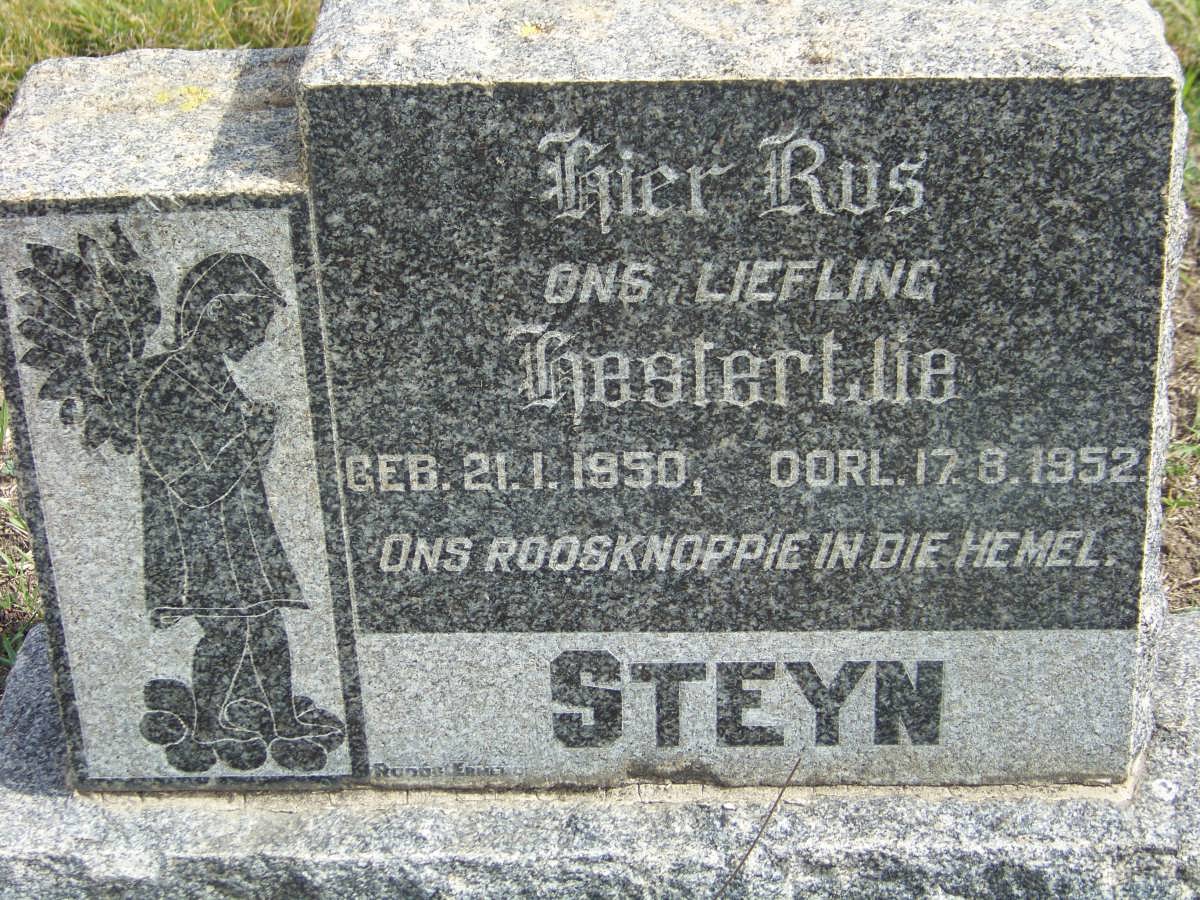 Hier Rus
ONS LIEFLING
Hestertjie
GEB. 21.1.1950, OORL. 17.8.1952.
ONS ROOSKNOPPIE IN DIE HEMEL.
STEYN